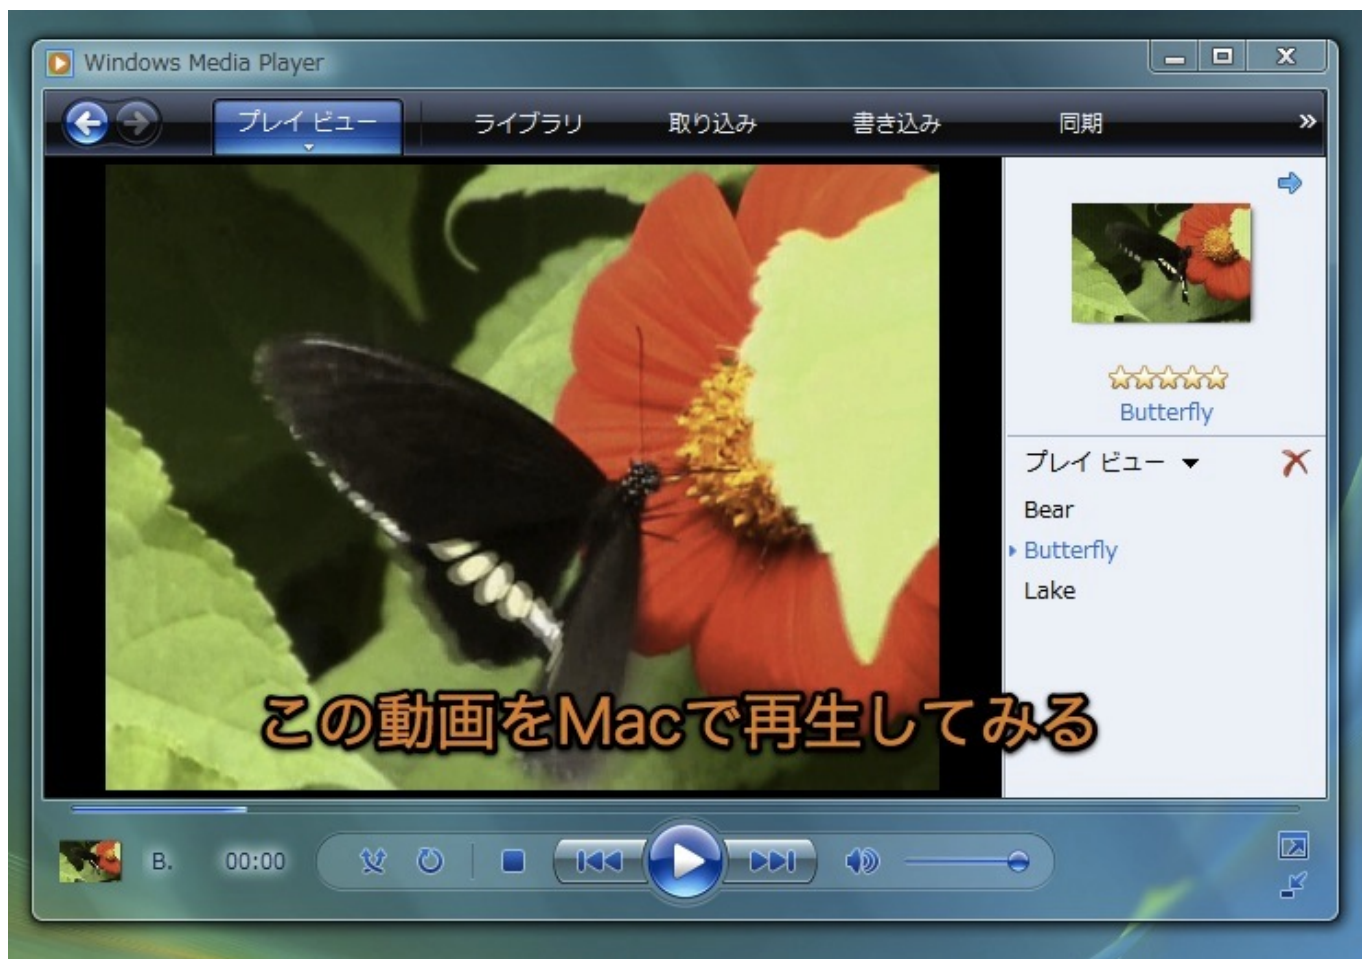 Windows Media Player
プレイ ビュー
ライブラリ
取り込み
書き込み
同期
Butterfly
プレイ ビュー
Bear
Butterfly
Lake
この動画をMacで再生してみる
B.
00:00